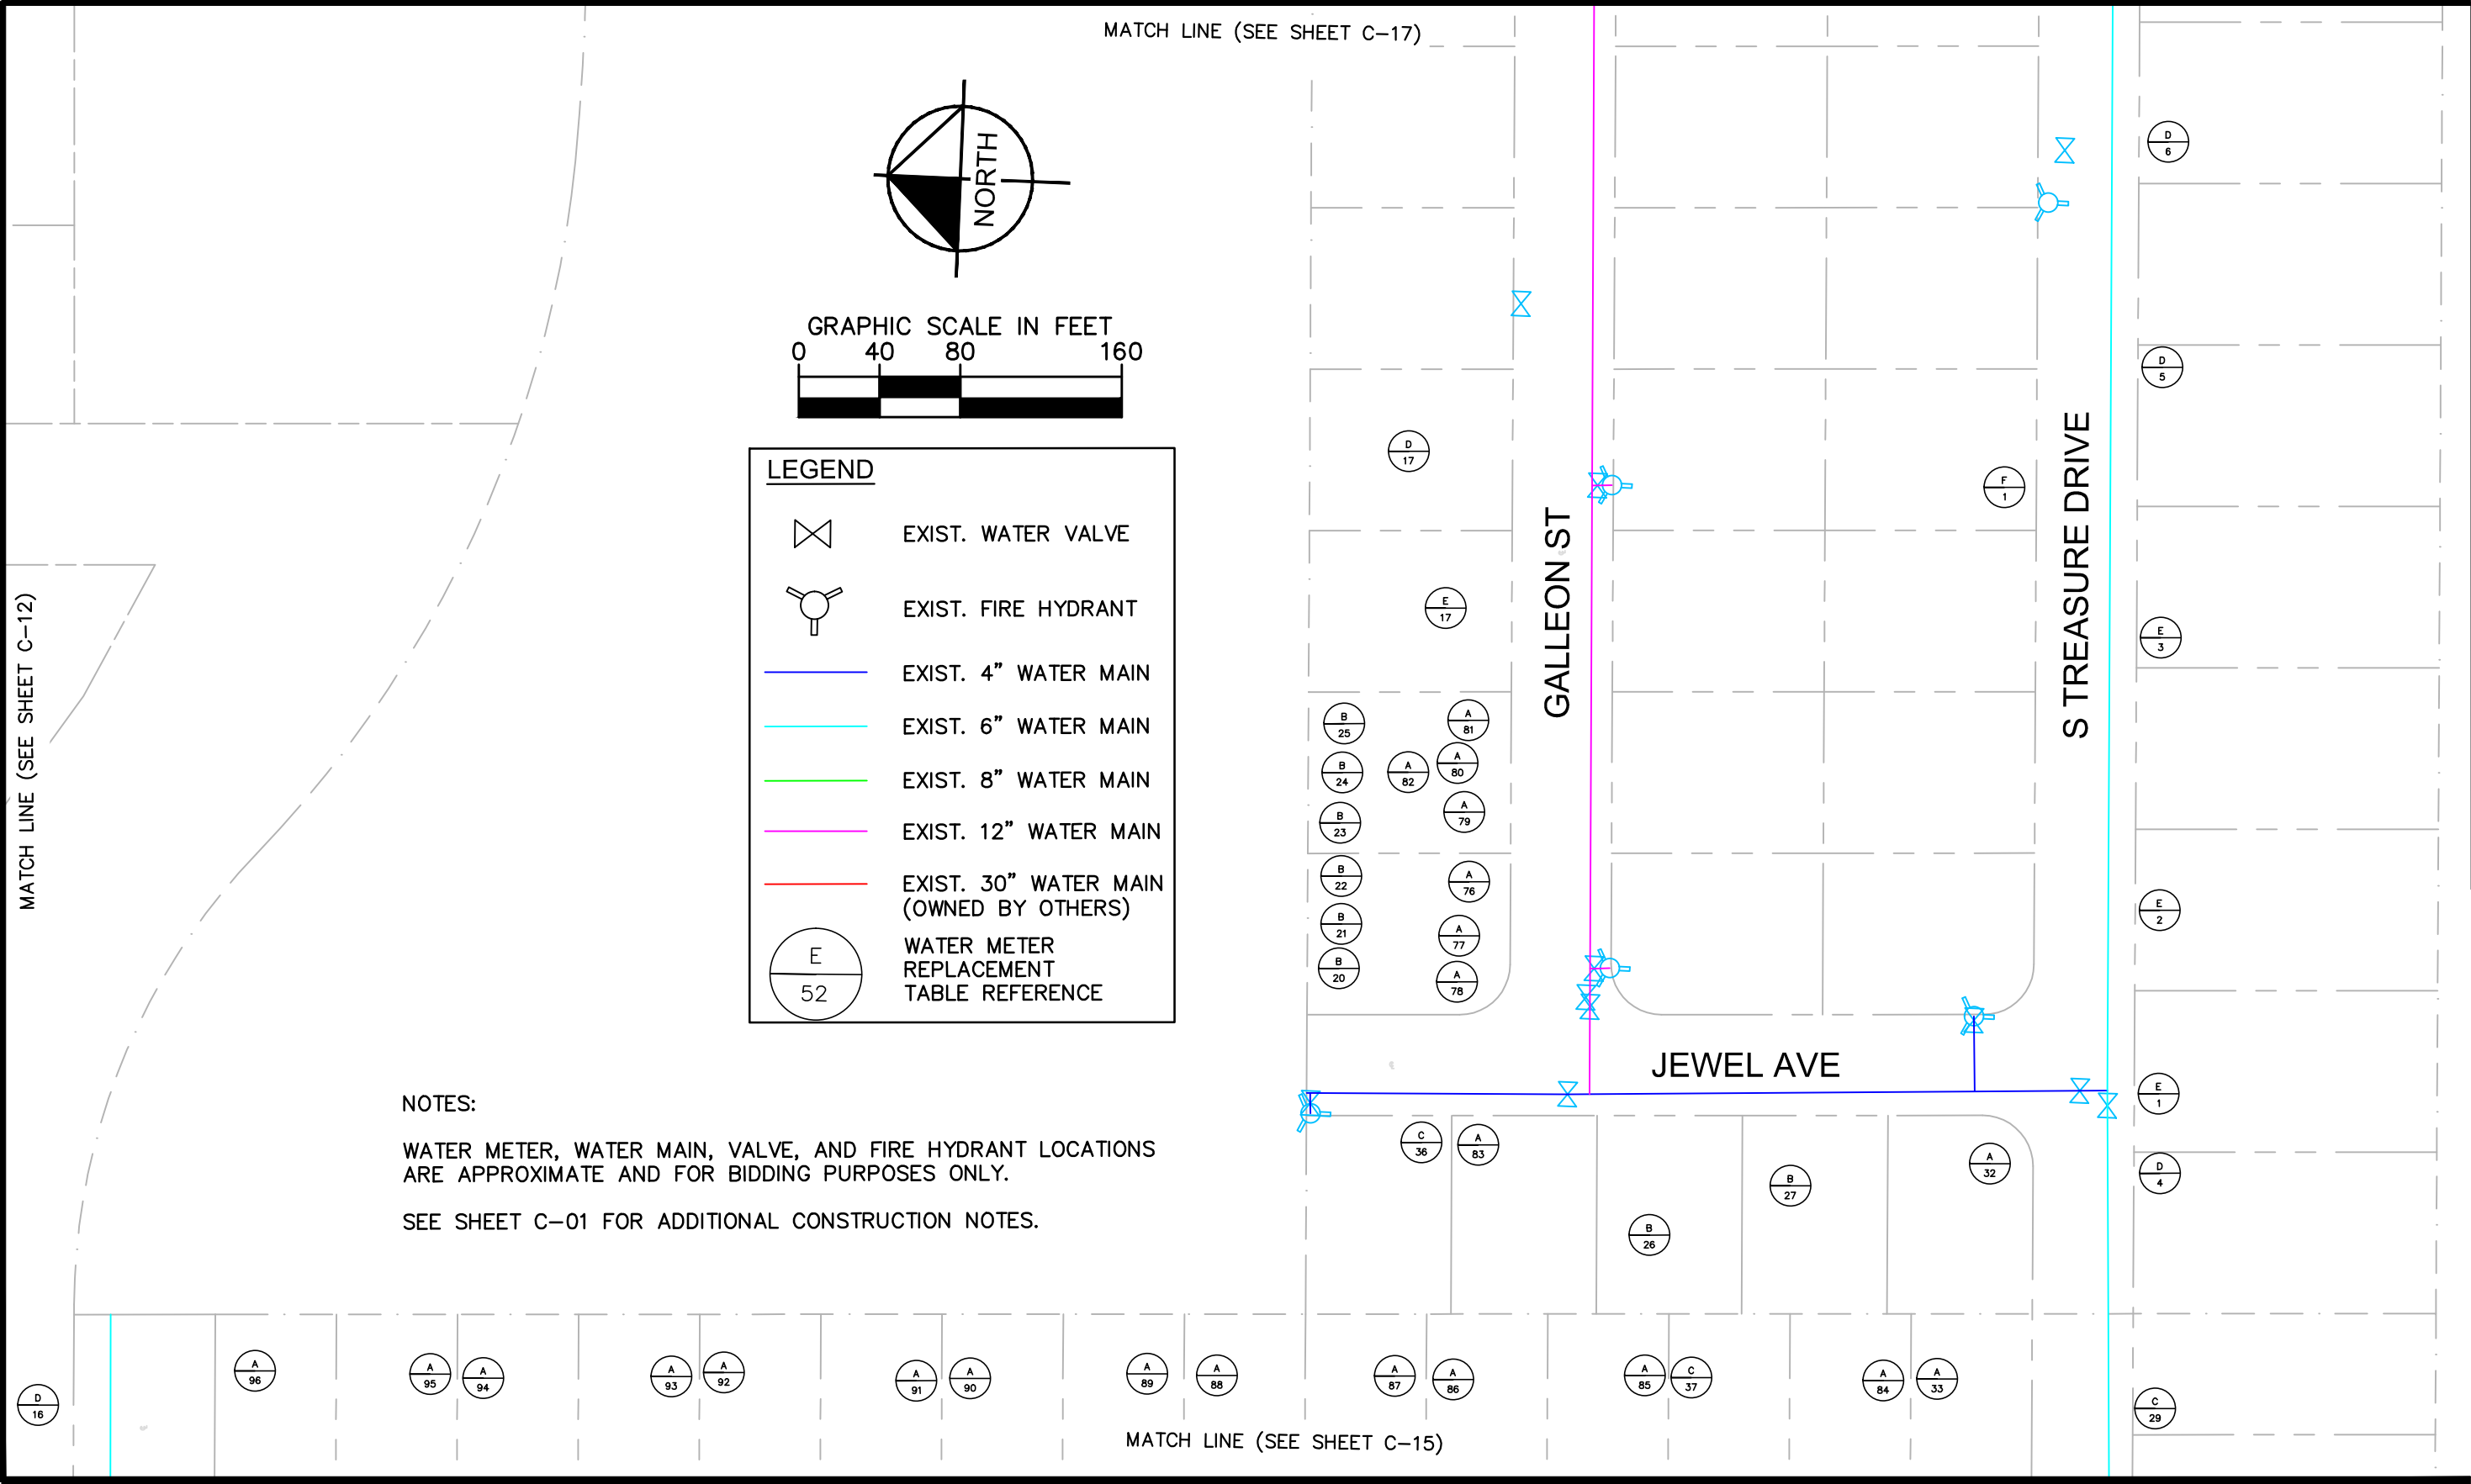 MATCH LINE (SEE SHEET C-17)
NORTH
GRAPHIC SCALE IN FEET
0 40 80 160
LEGEND
EXIST. WATER VALVE
EXIST. FIRE HYDRANT
EXIST. 4" WATER MAIN
EXIST. 6" WATER MAIN
EXIST. 8" WATER MAIN
EXIST. 12" WATER MAIN
EXIST. 30" WATER MAIN
(OWNED BY OTHERS)
E
52
WATER METER
REPLACEMENT
TABLE REFERENCE
MATCH LINE (SEE SHEET C-12)
NOTES:
WATER METER, WATER MAIN, VALVE, AND FIRE HYDRANT LOCATIONS
ARE APPROXIMATE AND FOR BIDDING PURPOSES ONLY.
SEE SHEET C-01 FOR ADDITIONAL CONSTRUCTION NOTES.
GALLEON ST
S TREASURE DRIVE
JEWEL AVE
D
6
D
5
D
17
F
1
E
17
E
3
B
25
A
81
B
24
A
82
A
80
B
23
A
79
B
22
A
76
E
2
B
21
A
77
B
20
A
78
E
1
C
36
A
83
A
32
D
4
B
27
B
26
D
16
A
96
A
95
A
94
A
93
A
92
A
91
A
90
A
89
A
88
A
87
A
86
A
85
C
37
A
84
A
33
C
29
MATCH LINE (SEE SHEET C-15)